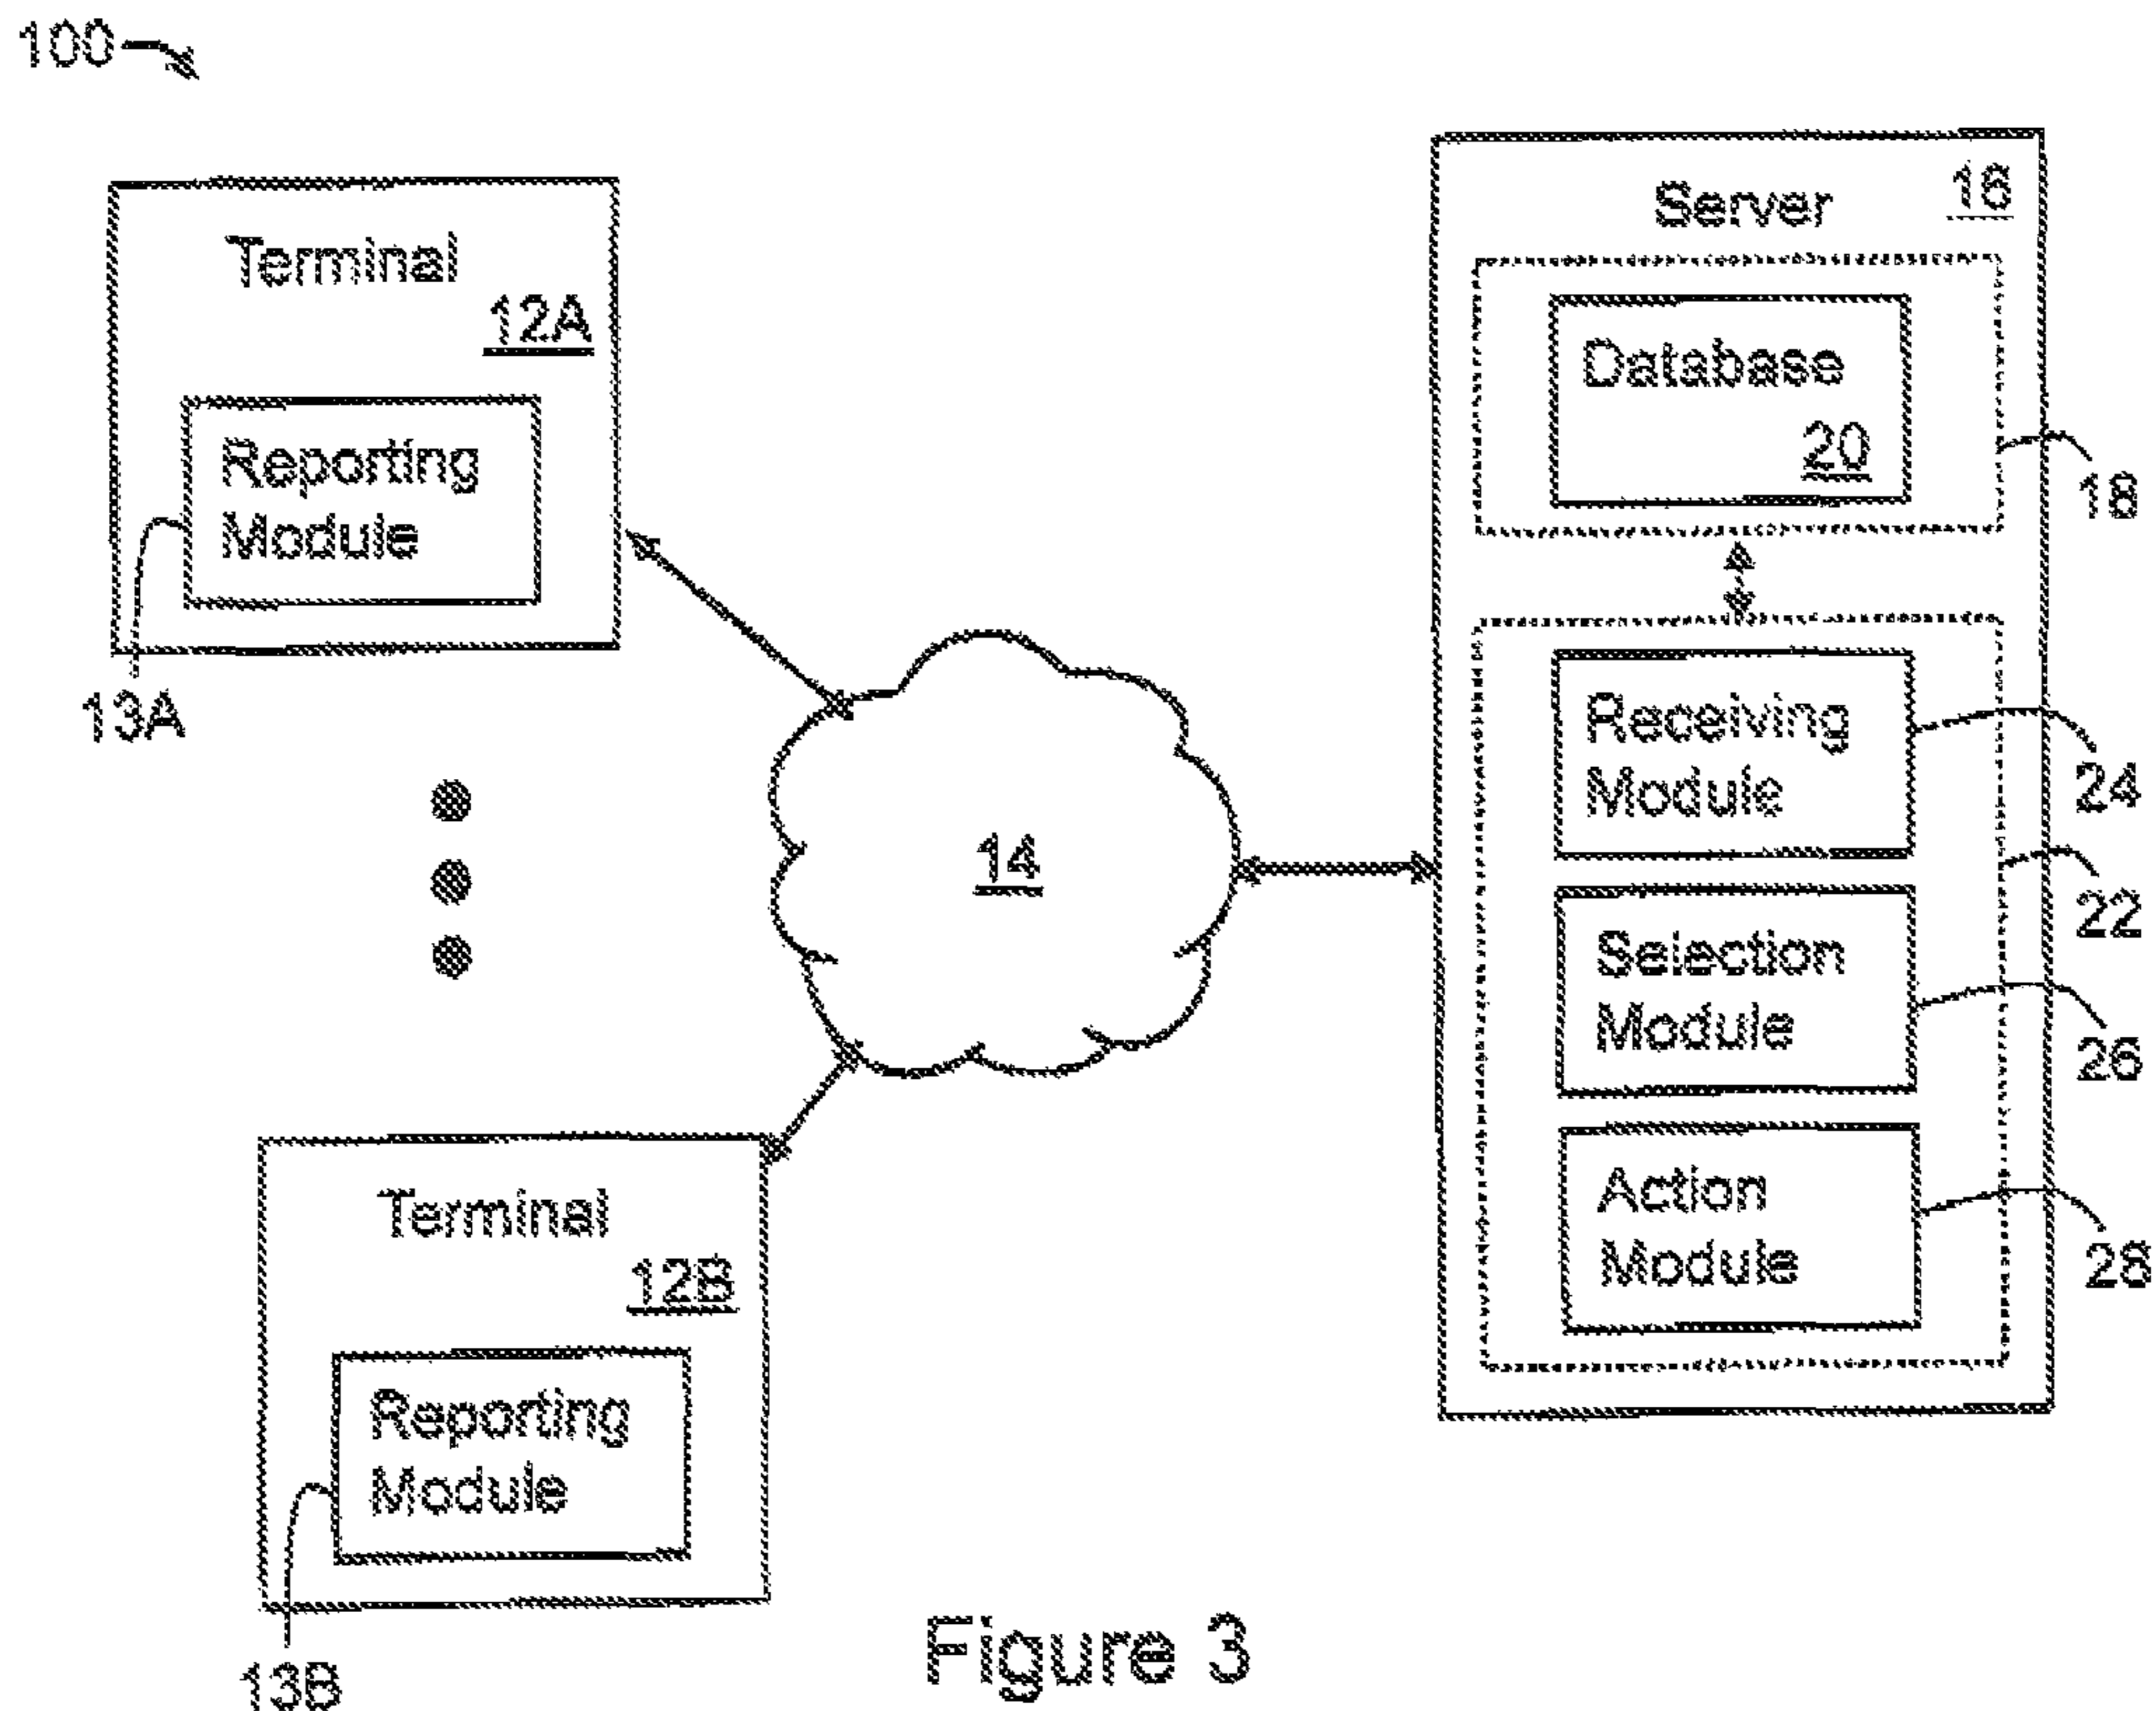 100
Terminal
12A
Reporting
Module
13A
14
Terminal
12B
Reporting
Module
13B
Server
16
Database
20
18
Receiving
Module
24
22
Selection
Module
26
Action
Module
28
Figure 3